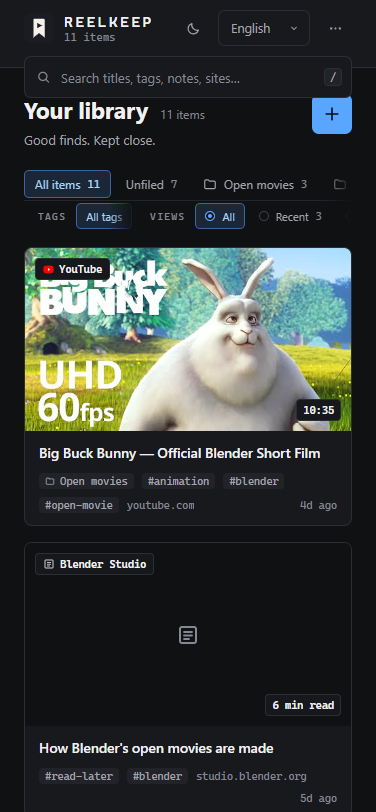 REELKEEP
11 items
English
Search titles, tags, notes, sites...
/
Your library 11 items
Good finds. Kept close.
All items 11 Unfiled 7 Open movies 3
TAGS All tags VIEWS All Recent 3
YouTube
Big Buck
BUNNY
UHD
60fps
10:35
Big Buck Bunny — Official Blender Short Film
Open movies #animation #blender
#open-movie youtube.com 4d ago
Blender Studio
6 min read
How Blender's open movies are made
#read-later #blender studio.blender.org
5d ago